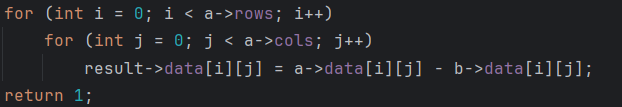 for (int i = 0; i < a->rows; i++)
    for (int j = 0; j < a->cols; j++)
        result->data[i][j] = a->data[i][j] - b->data[i][j];
return 1;